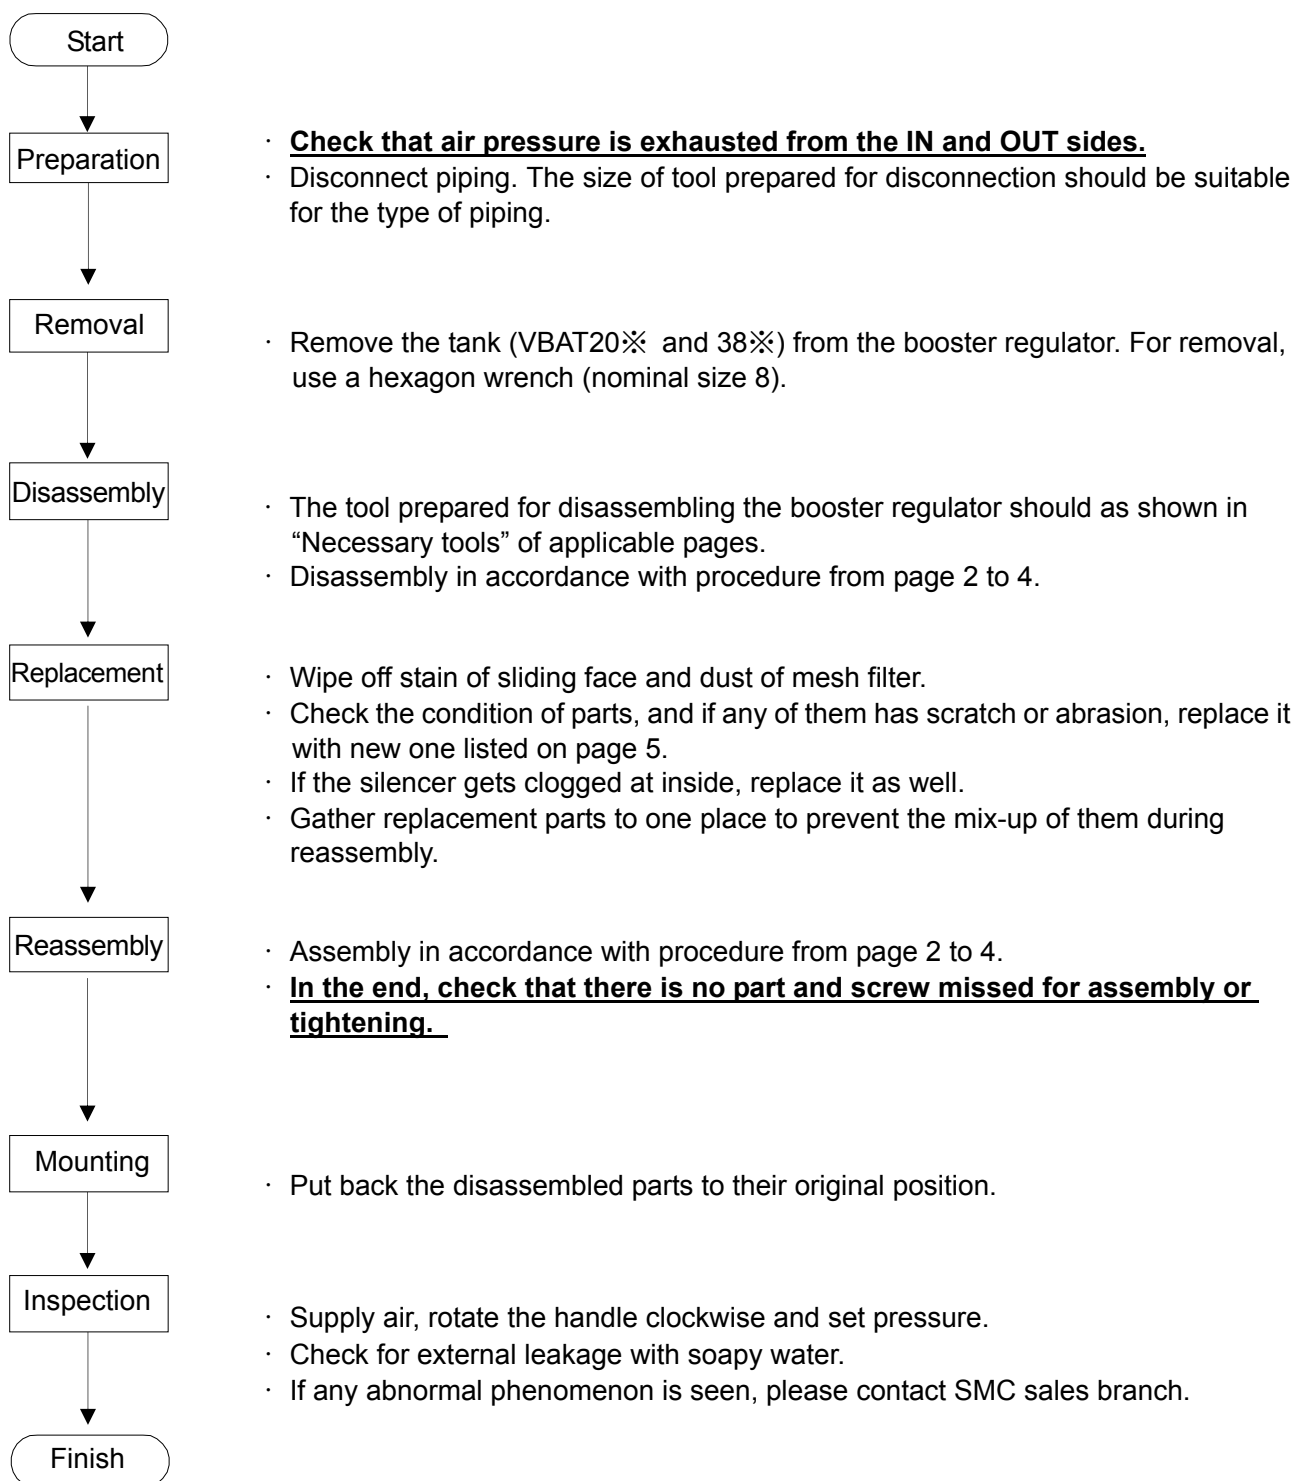 Start
Preparation
· Check that air pressure is exhausted from the IN and OUT sides.
· Disconnect piping. The size of tool prepared for disconnection should be suitable
for the type of piping.
Removal
· Remove the tank (VBAT20※ and 38※) from the booster regulator. For removal,
use a hexagon wrench (nominal size 8).
Disassembly
· The tool prepared for disassembling the booster regulator should as shown in
“Necessary tools” of applicable pages.
· Disassembly in accordance with procedure from page 2 to 4.
Replacement
· Wipe off stain of sliding face and dust of mesh filter.
· Check the condition of parts, and if any of them has scratch or abrasion, replace it
with new one listed on page 5.
· If the silencer gets clogged at inside, replace it as well.
· Gather replacement parts to one place to prevent the mix-up of them during
reassembly.
Reassembly
· Assembly in accordance with procedure from page 2 to 4.
· In the end, check that there is no part and screw missed for assembly or
tightening.
Mounting
· Put back the disassembled parts to their original position.
Inspection
· Supply air, rotate the handle clockwise and set pressure.
· Check for external leakage with soapy water.
· If any abnormal phenomenon is seen, please contact SMC sales branch.
Finish